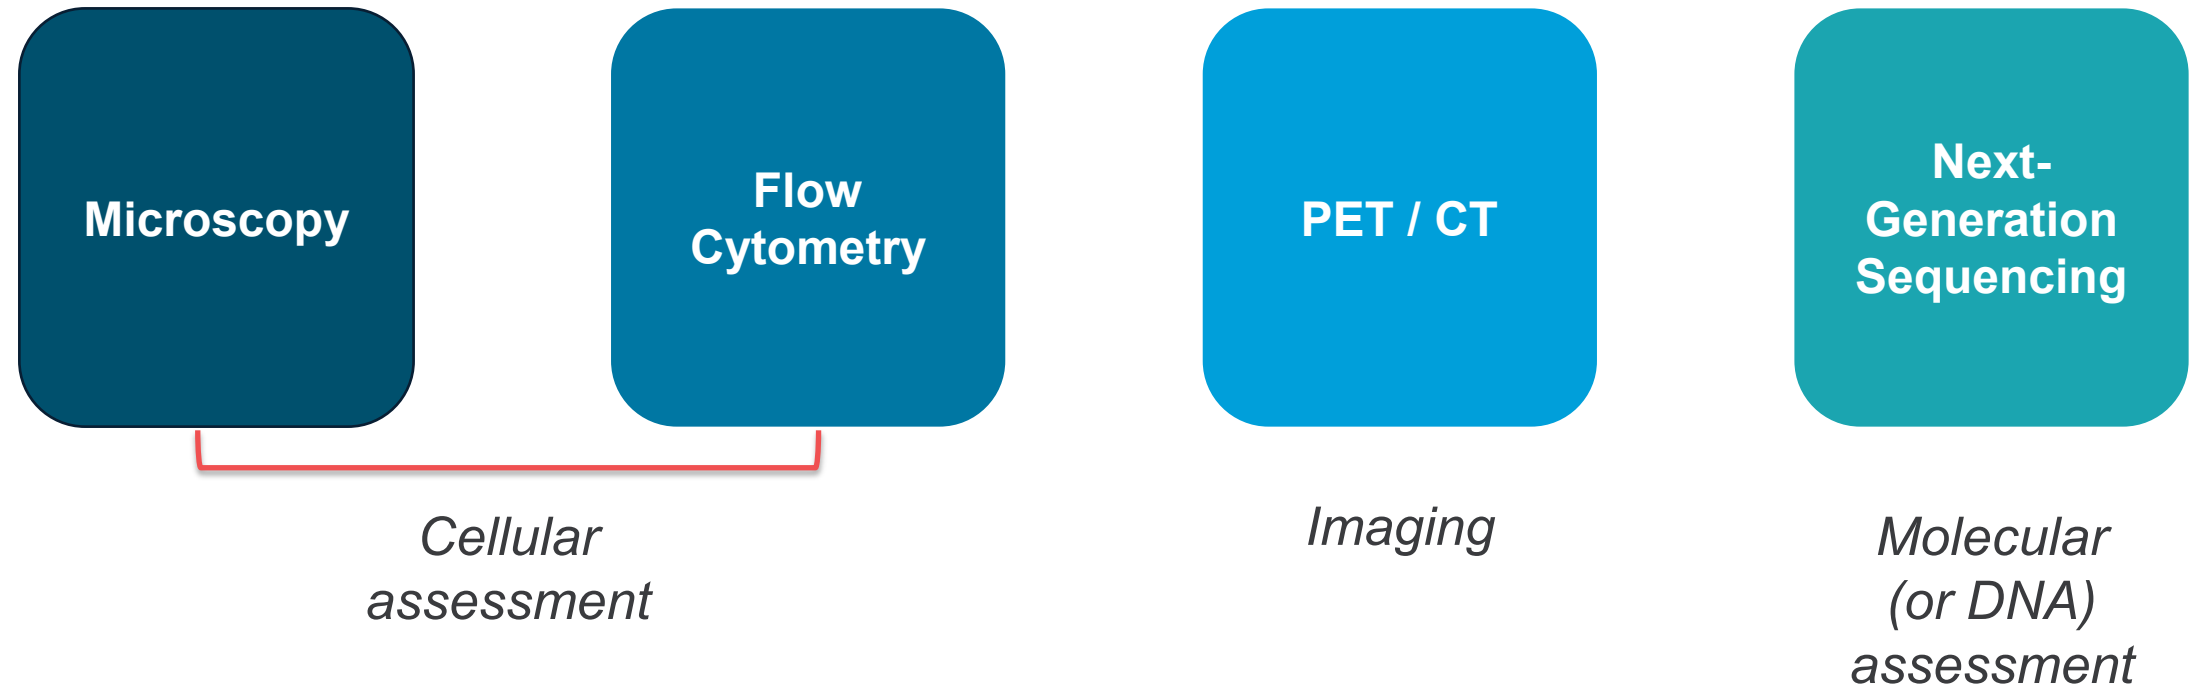 Microscopy
Flow
Cytometry
PET / CT
Next-
Generation
Sequencing
Cellular
assessment
Imaging
Molecular
(or DNA)
assessment